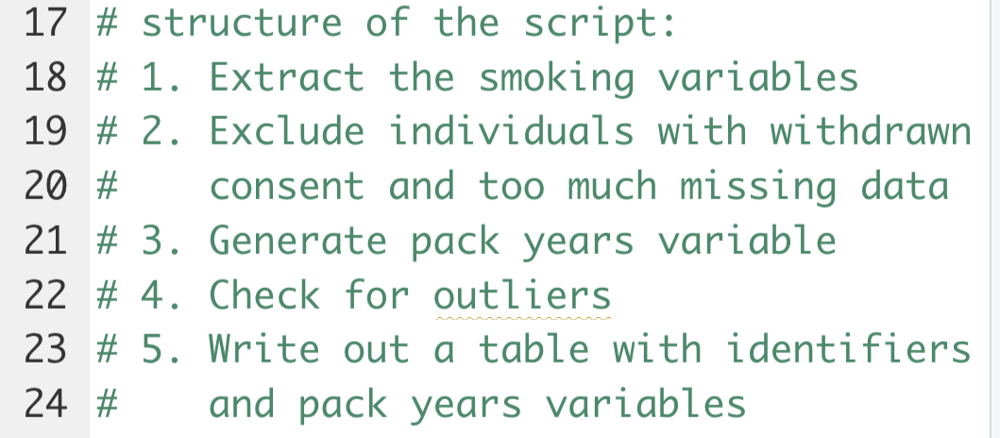 17 # structure of the script:
18 # 1. Extract the smoking variables
19 # 2. Exclude individuals with withdrawn
20 #    consent and too much missing data
21 # 3. Generate pack years variable
22 # 4. Check for outliers
23 # 5. Write out a table with identifiers
24 #    and pack years variables